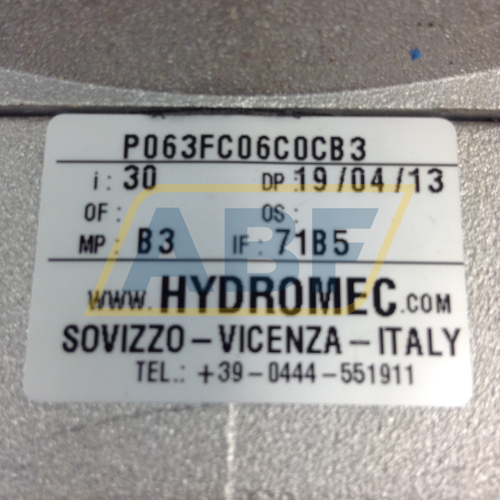 P063FC06C0CB3
i: 30 DP:19/04/13
OF: OS:
MP: B3 IF: 71B5
www.HYDROMEC.com
SOVIZZO-VICENZA-ITALY
TEL.: +39-0444-551911
ABF